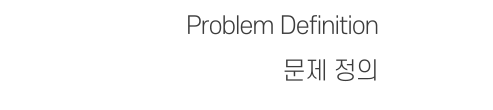 Problem Definition
문제 정의